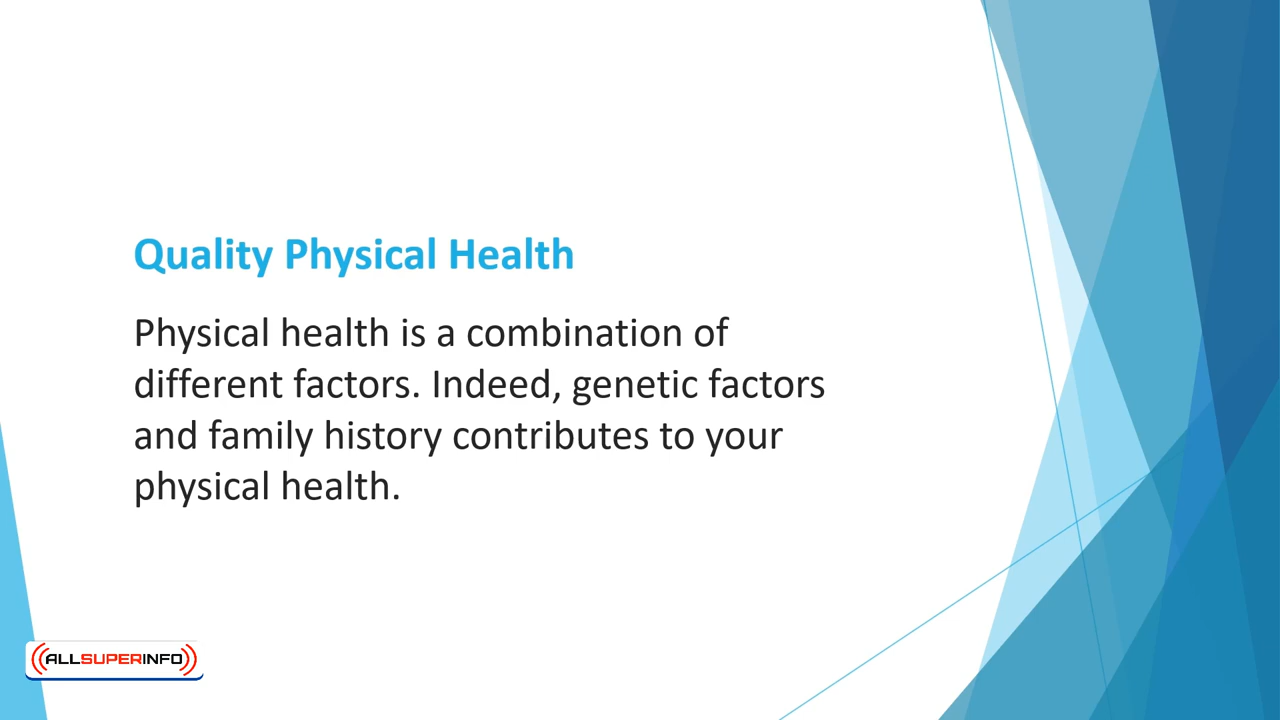 Quality Physical Health
Physical health is a combination of
different factors. Indeed, genetic factors
and family history contributes to your
physical health.
ALLSUPERINFO